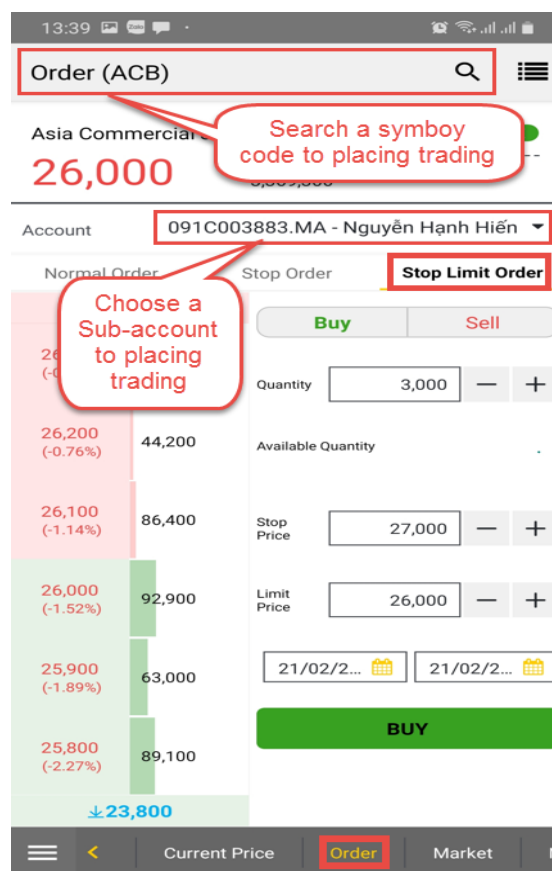 13:39
Order (ACB)
Search a symboy
code to placing trading
Asia Commercial
26,000
Account
091C003883.MA - Nguyễn Hạnh Hiến
Normal Order
Stop Order
Stop Limit Order
Choose a
Sub-account
to placing
trading
Buy
Sell
Quantity
3,000
26,200
(-0.76%)
44,200
Available Quantity
26,100
(-1.14%)
86,400
Stop
Price
27,000
26,000
(-1.52%)
92,900
Limit
Price
26,000
25,900
(-1.89%)
63,000
21/02/2...
21/02/2...
BUY
25,800
(-2.27%)
89,100
23,800
Current Price
Order
Market